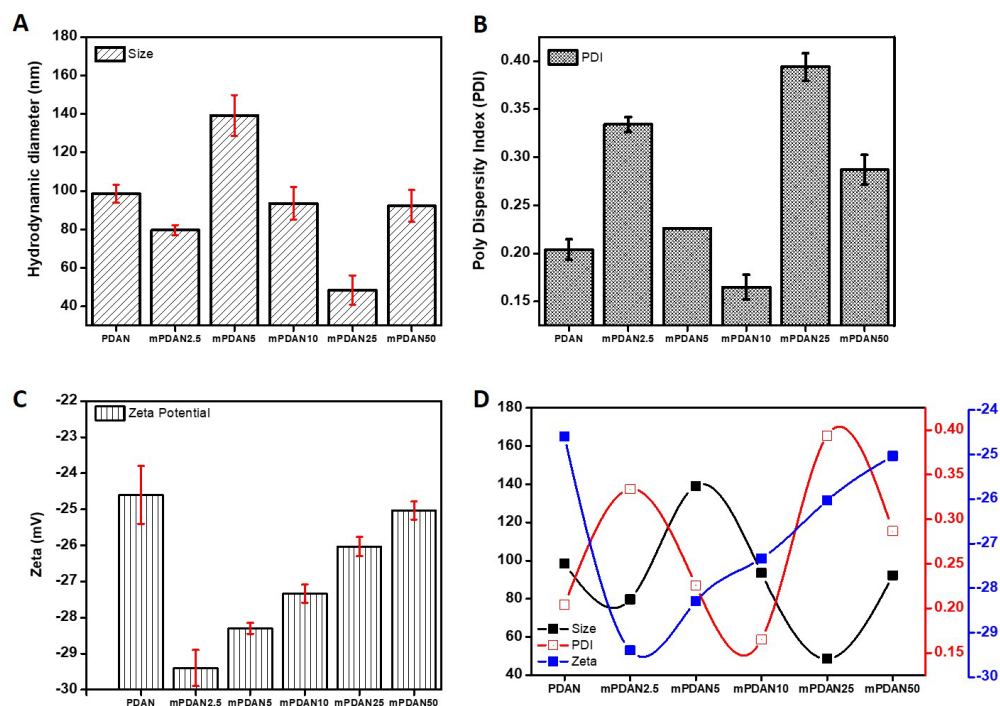 A
180
160
140
120
100
80
60
40
Hydrodynamic diameter (nm)
Size
PDAN mPDAN2.5 mPDAN5 mPDAN10 mPDAN25 mPDAN50
B
0.40
0.35
0.30
0.25
0.20
0.15
Poly Dispersity Index (PDI)
PDI
PDAN mPDAN2.5 mPDAN5 mPDAN10 mPDAN25 mPDAN50
C
-22
-23
-24
-25
-26
-27
-28
-29
-30
Zeta (mV)
Zeta Potential
PDAN mPDAN2.5 mPDAN5 mPDAN10 mPDAN25 mPDAN50
D
180
160
140
120
100
80
60
40
Size
PDI
Zeta
0.40
0.35
0.30
0.25
0.20
0.15
-24
-25
-26
-27
-28
-29
-30
PDAN mPDAN2.5 mPDAN5 mPDAN10 mPDAN25 mPDAN50